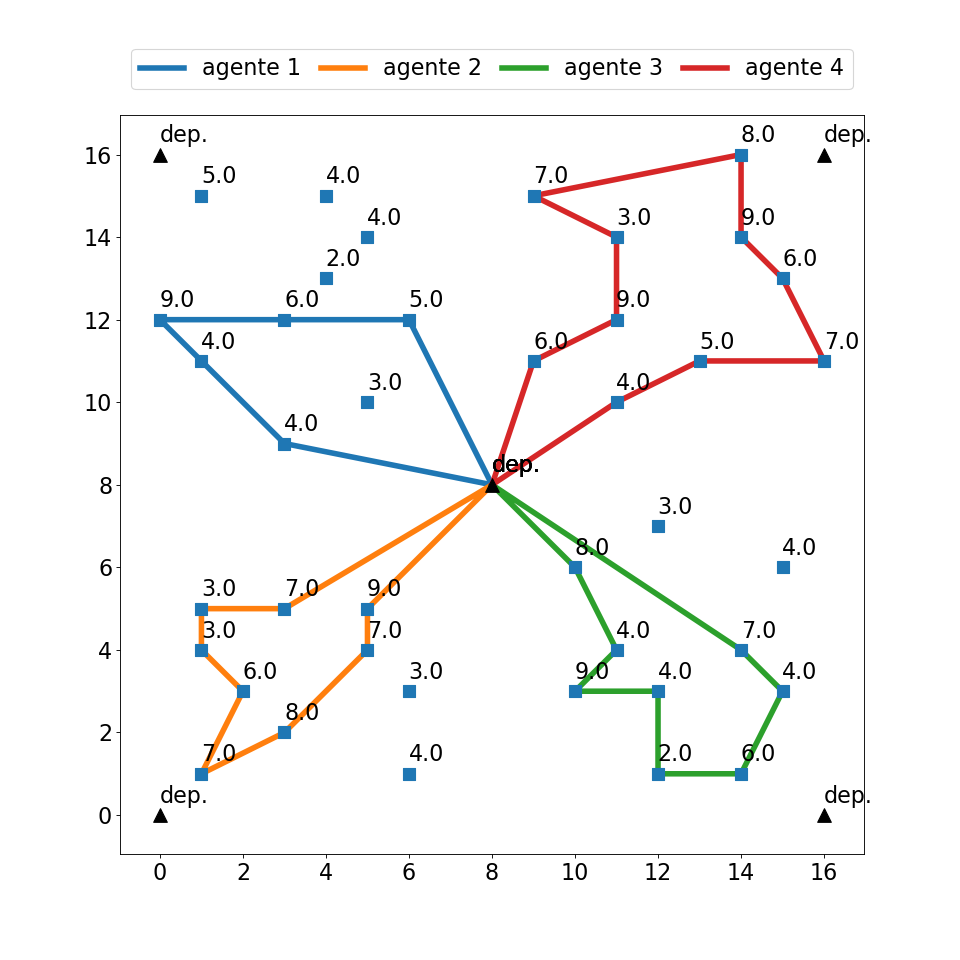 agente 1 agente 2 agente 3 agente 4
dep. 8.0 dep.
16
5.0 4.0 7.0
4.0 3.0 9.0
14
2.0 6.0
9.0 6.0 5.0 9.0
12
4.0 6.0 5.0 7.0
3.0 4.0
10
4.0
dep. dep.
8
3.0
8.0 4.0
6
3.0 7.0 9.0
3.0 7.0 4.0 7.0
4
6.0 3.0 9.0 4.0 4.0
8.0
2
7.0 4.0 2.0 6.0
dep. dep.
0
0 2 4 6 8 10 12 14 16